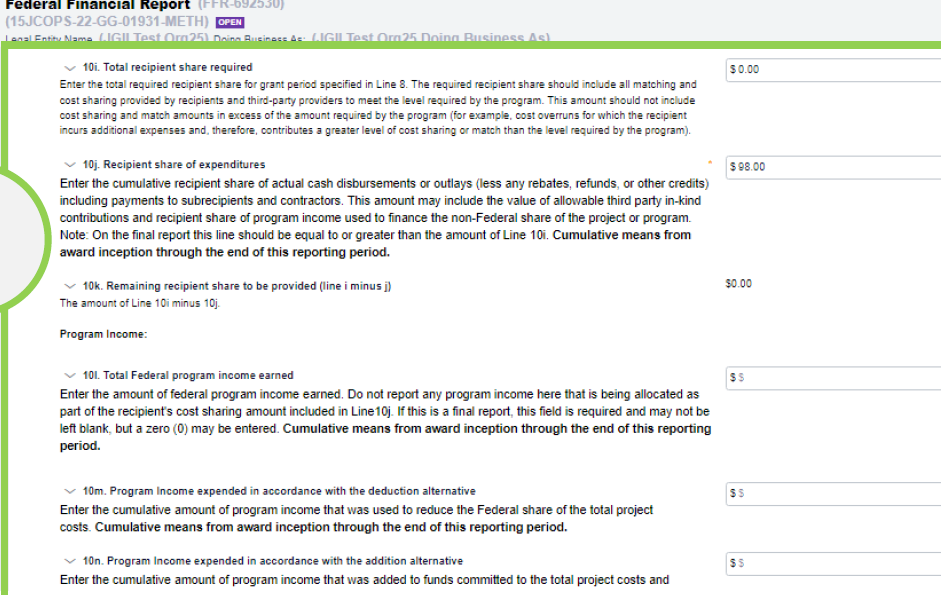 Federal Financial Report (FFR-692530)
(15JCOPS-22-GG-01931-METH) OPEN
Legal Entity Name (JGII Test Org25) Doing Business As: (JGII Test Org25 Doing Business As)
10i. Total recipient share required
$ 0.00
Enter the total required recipient share for grant period specified in Line 8. The required recipient share should include all matching and
cost sharing provided by recipients and third-party providers to meet the level required by the program. This amount should not include
cost sharing and match amounts in excess of the amount required by the program (for example, cost overruns for which the recipient
incurs additional expenses and, therefore, contributes a greater level of cost sharing or match than the level required by the program).
10j. Recipient share of expenditures *
$ 98.00
Enter the cumulative recipient share of actual cash disbursements or outlays (less any rebates, refunds, or other credits)
including payments to subrecipients and contractors. This amount may include the value of allowable third party in-kind
contributions and recipient share of program income used to finance the non-Federal share of the project or program.
Note: On the final report this line should be equal to or greater than the amount of Line 10i. Cumulative means from
award inception through the end of this reporting period.
10k. Remaining recipient share to be provided (line i minus j)
$0.00
The amount of Line 10i minus 10j.
Program Income:
10l. Total Federal program income earned
$ $
Enter the amount of federal program income earned. Do not report any program income here that is being allocated as
part of the recipient's cost sharing amount included in Line10j. If this is a final report, this field is required and may not be
left blank, but a zero (0) may be entered. Cumulative means from award inception through the end of this reporting
period.
10m. Program Income expended in accordance with the deduction alternative
$ $
Enter the cumulative amount of program income that was used to reduce the Federal share of the total project
costs. Cumulative means from award inception through the end of this reporting period.
10n. Program Income expended in accordance with the addition alternative
$ $
Enter the cumulative amount of program income that was added to funds committed to the total project costs and